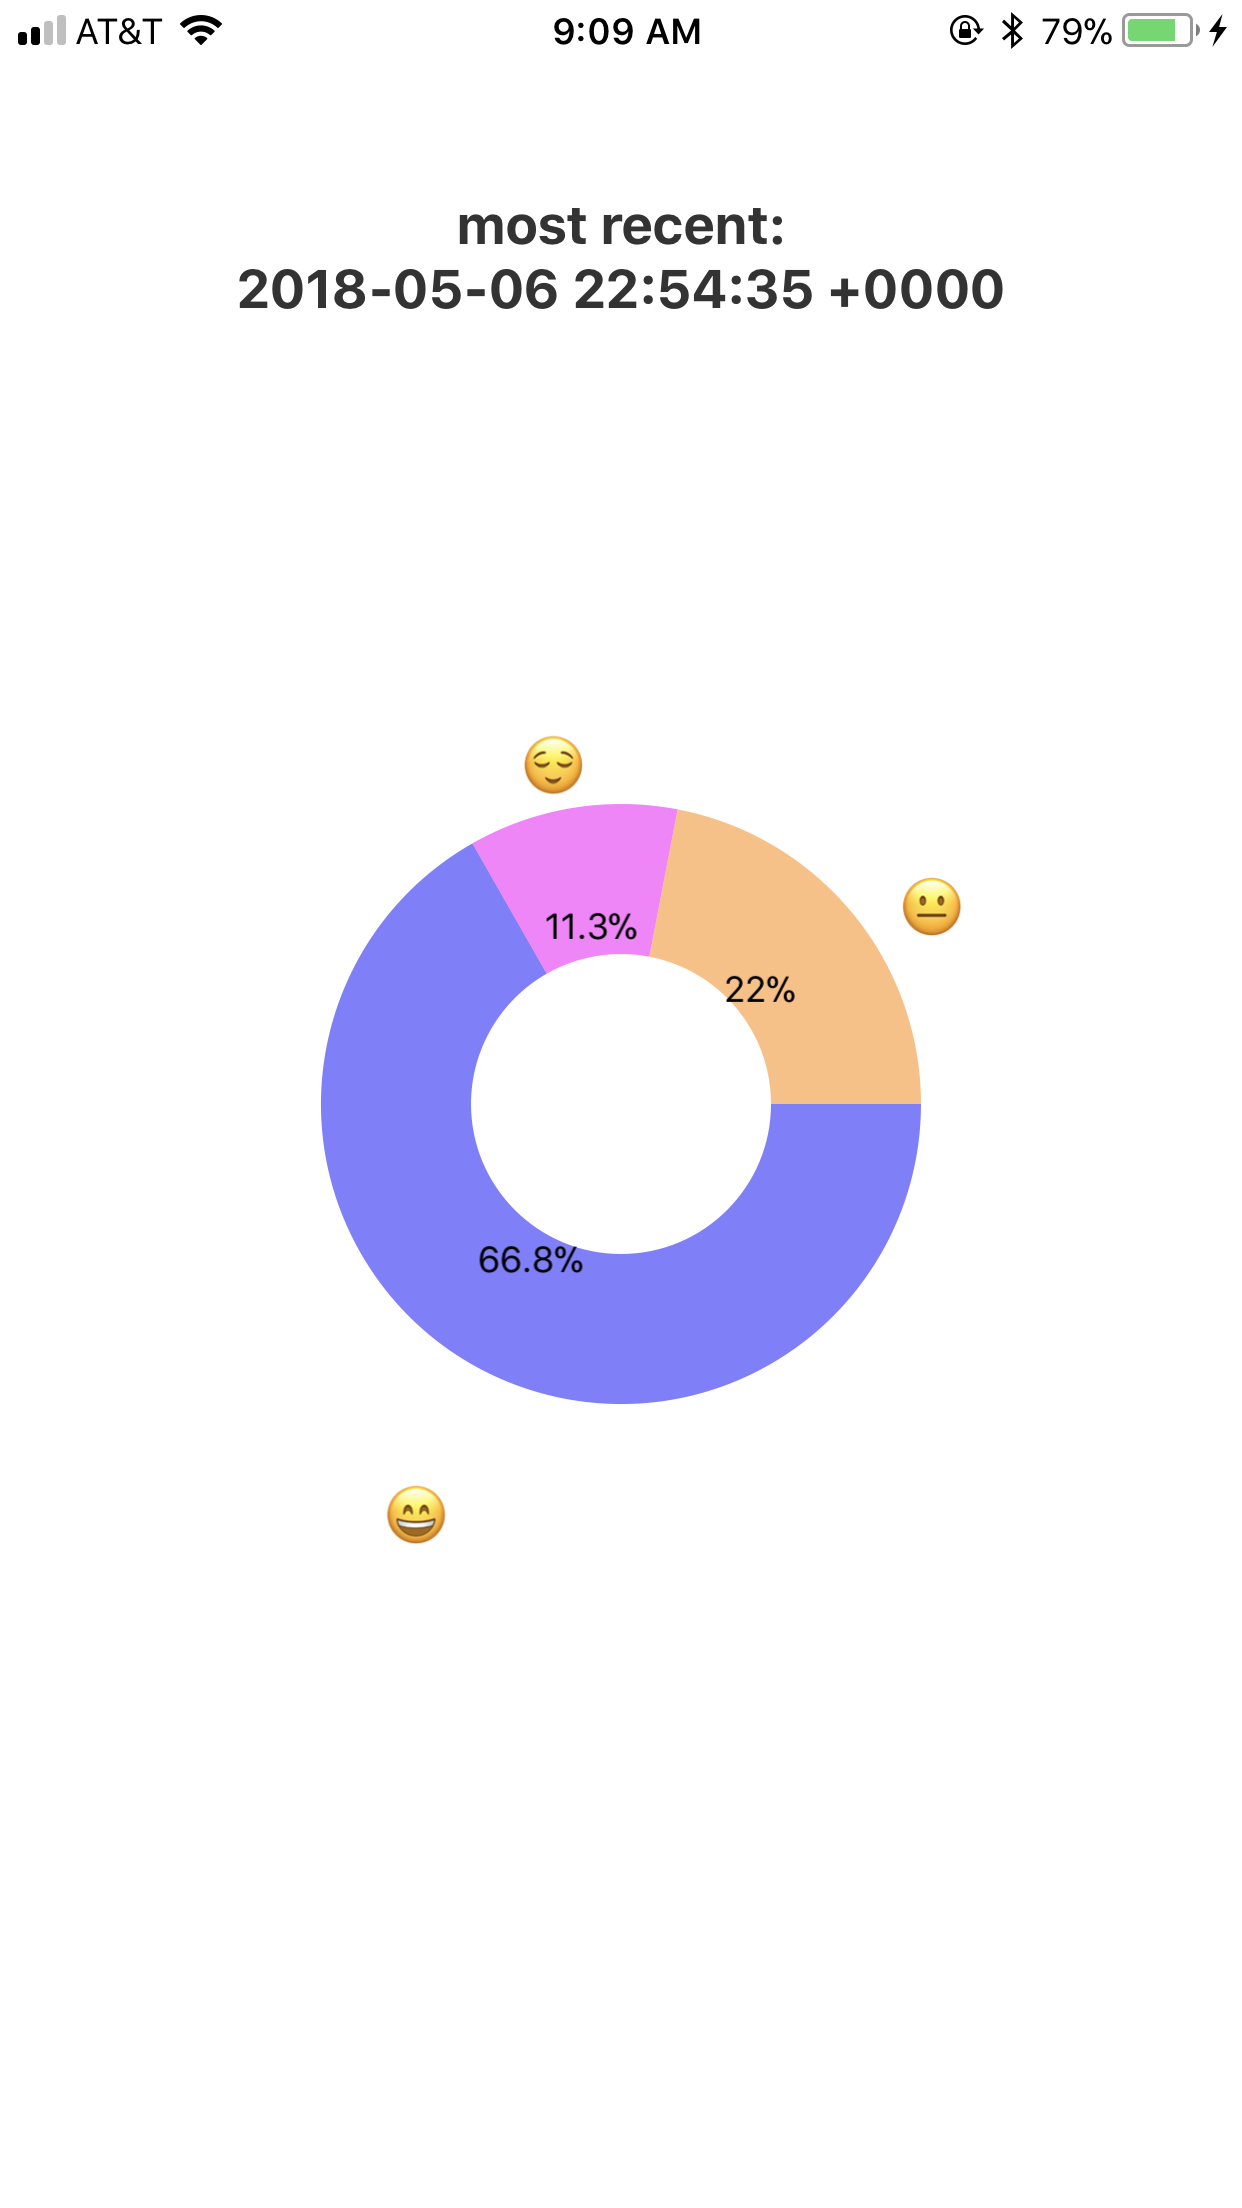 AT&T 9:09 AM 79%
most recent:
2018-05-06 22:54:35 +0000
11.3%
22%
66.8%